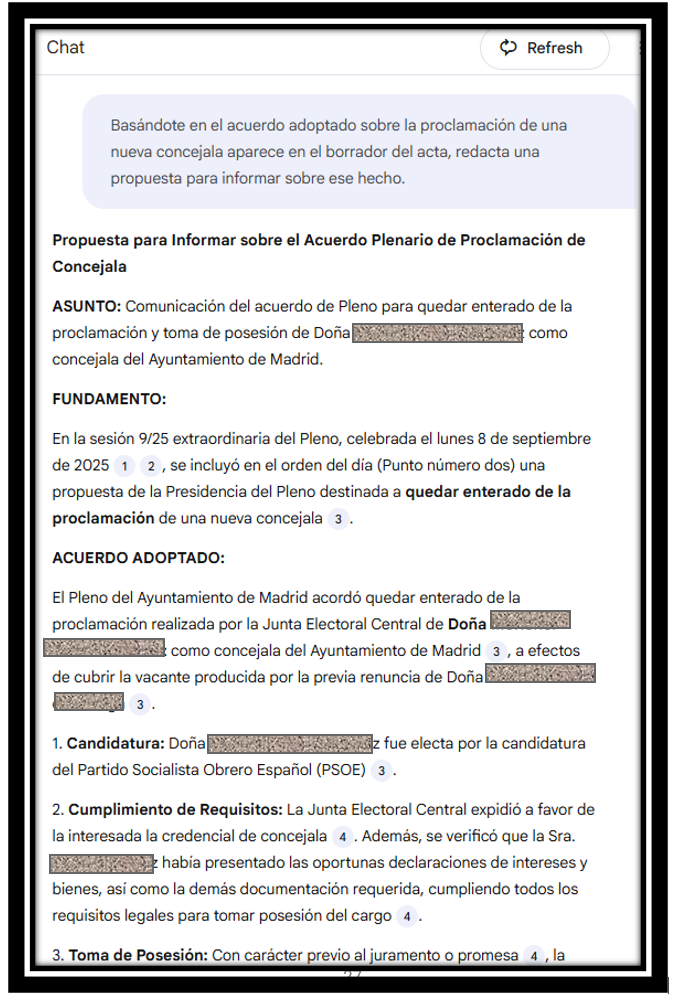 Chat
Refresh
Basándote en el acuerdo adoptado sobre la proclamación de una
nueva concejala aparece en el borrador del acta, redacta una
propuesta para informar sobre ese hecho.
Propuesta para Informar sobre el Acuerdo Plenario de Proclamación de
Concejala
ASUNTO: Comunicación del acuerdo de Pleno para quedar enterado de la
proclamación y toma de posesión de Doña como
concejala del Ayuntamiento de Madrid.
FUNDAMENTO:
En la sesión 9/25 extraordinaria del Pleno, celebrada el lunes 8 de septiembre
de 2025 1 2 , se incluyó en el orden del día (Punto número dos) una
propuesta de la Presidencia del Pleno destinada a quedar enterado de la
proclamación de una nueva concejala 3 .
ACUERDO ADOPTADO:
El Pleno del Ayuntamiento de Madrid acordó quedar enterado de la
proclamación realizada por la Junta Electoral Central de Doña
como concejala del Ayuntamiento de Madrid 3 , a efectos
de cubrir la vacante producida por la previa renuncia de Doña
3 .
1. Candidatura: Doña z fue electa por la candidatura
del Partido Socialista Obrero Español (PSOE) 3 .
2. Cumplimiento de Requisitos: La Junta Electoral Central expidió a favor de
la interesada la credencial de concejala 4 . Además, se verificó que la Sra.
había presentado las oportunas declaraciones de intereses y
bienes, así como la demás documentación requerida, cumpliendo todos los
requisitos legales para tomar posesión del cargo 4 .
3. Toma de Posesión: Con carácter previo al juramento o promesa 4 , la